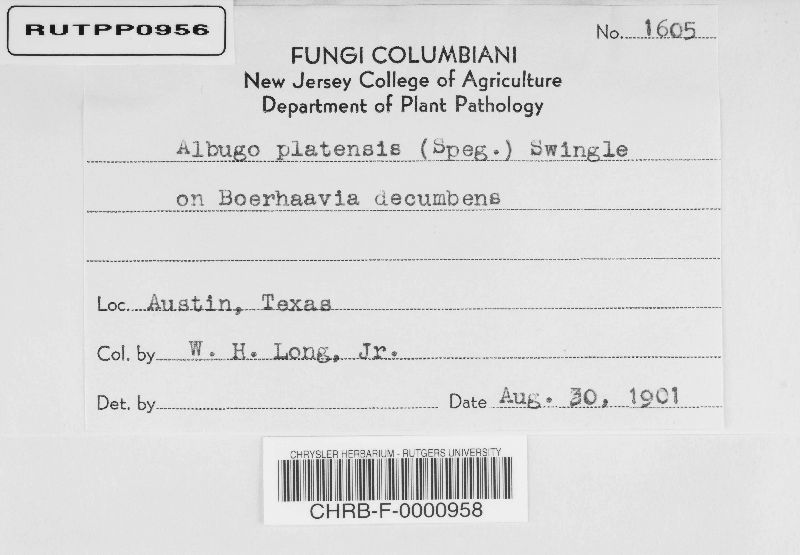 RUTPP0956
No. 1605
FUNGI COLUMBIANI
New Jersey College of Agriculture
Department of Plant Pathology
Albugo platensis (Speg.) Swingle
on Boerhaavia decumbens
Loc. Austin, Texas
Col. by W. H. Long, Jr.
Det. by Date Aug. 30, 1901
CHRYSLER HERBARIUM - RUTGERS UNIVERSITY
CHRB-F-0000958